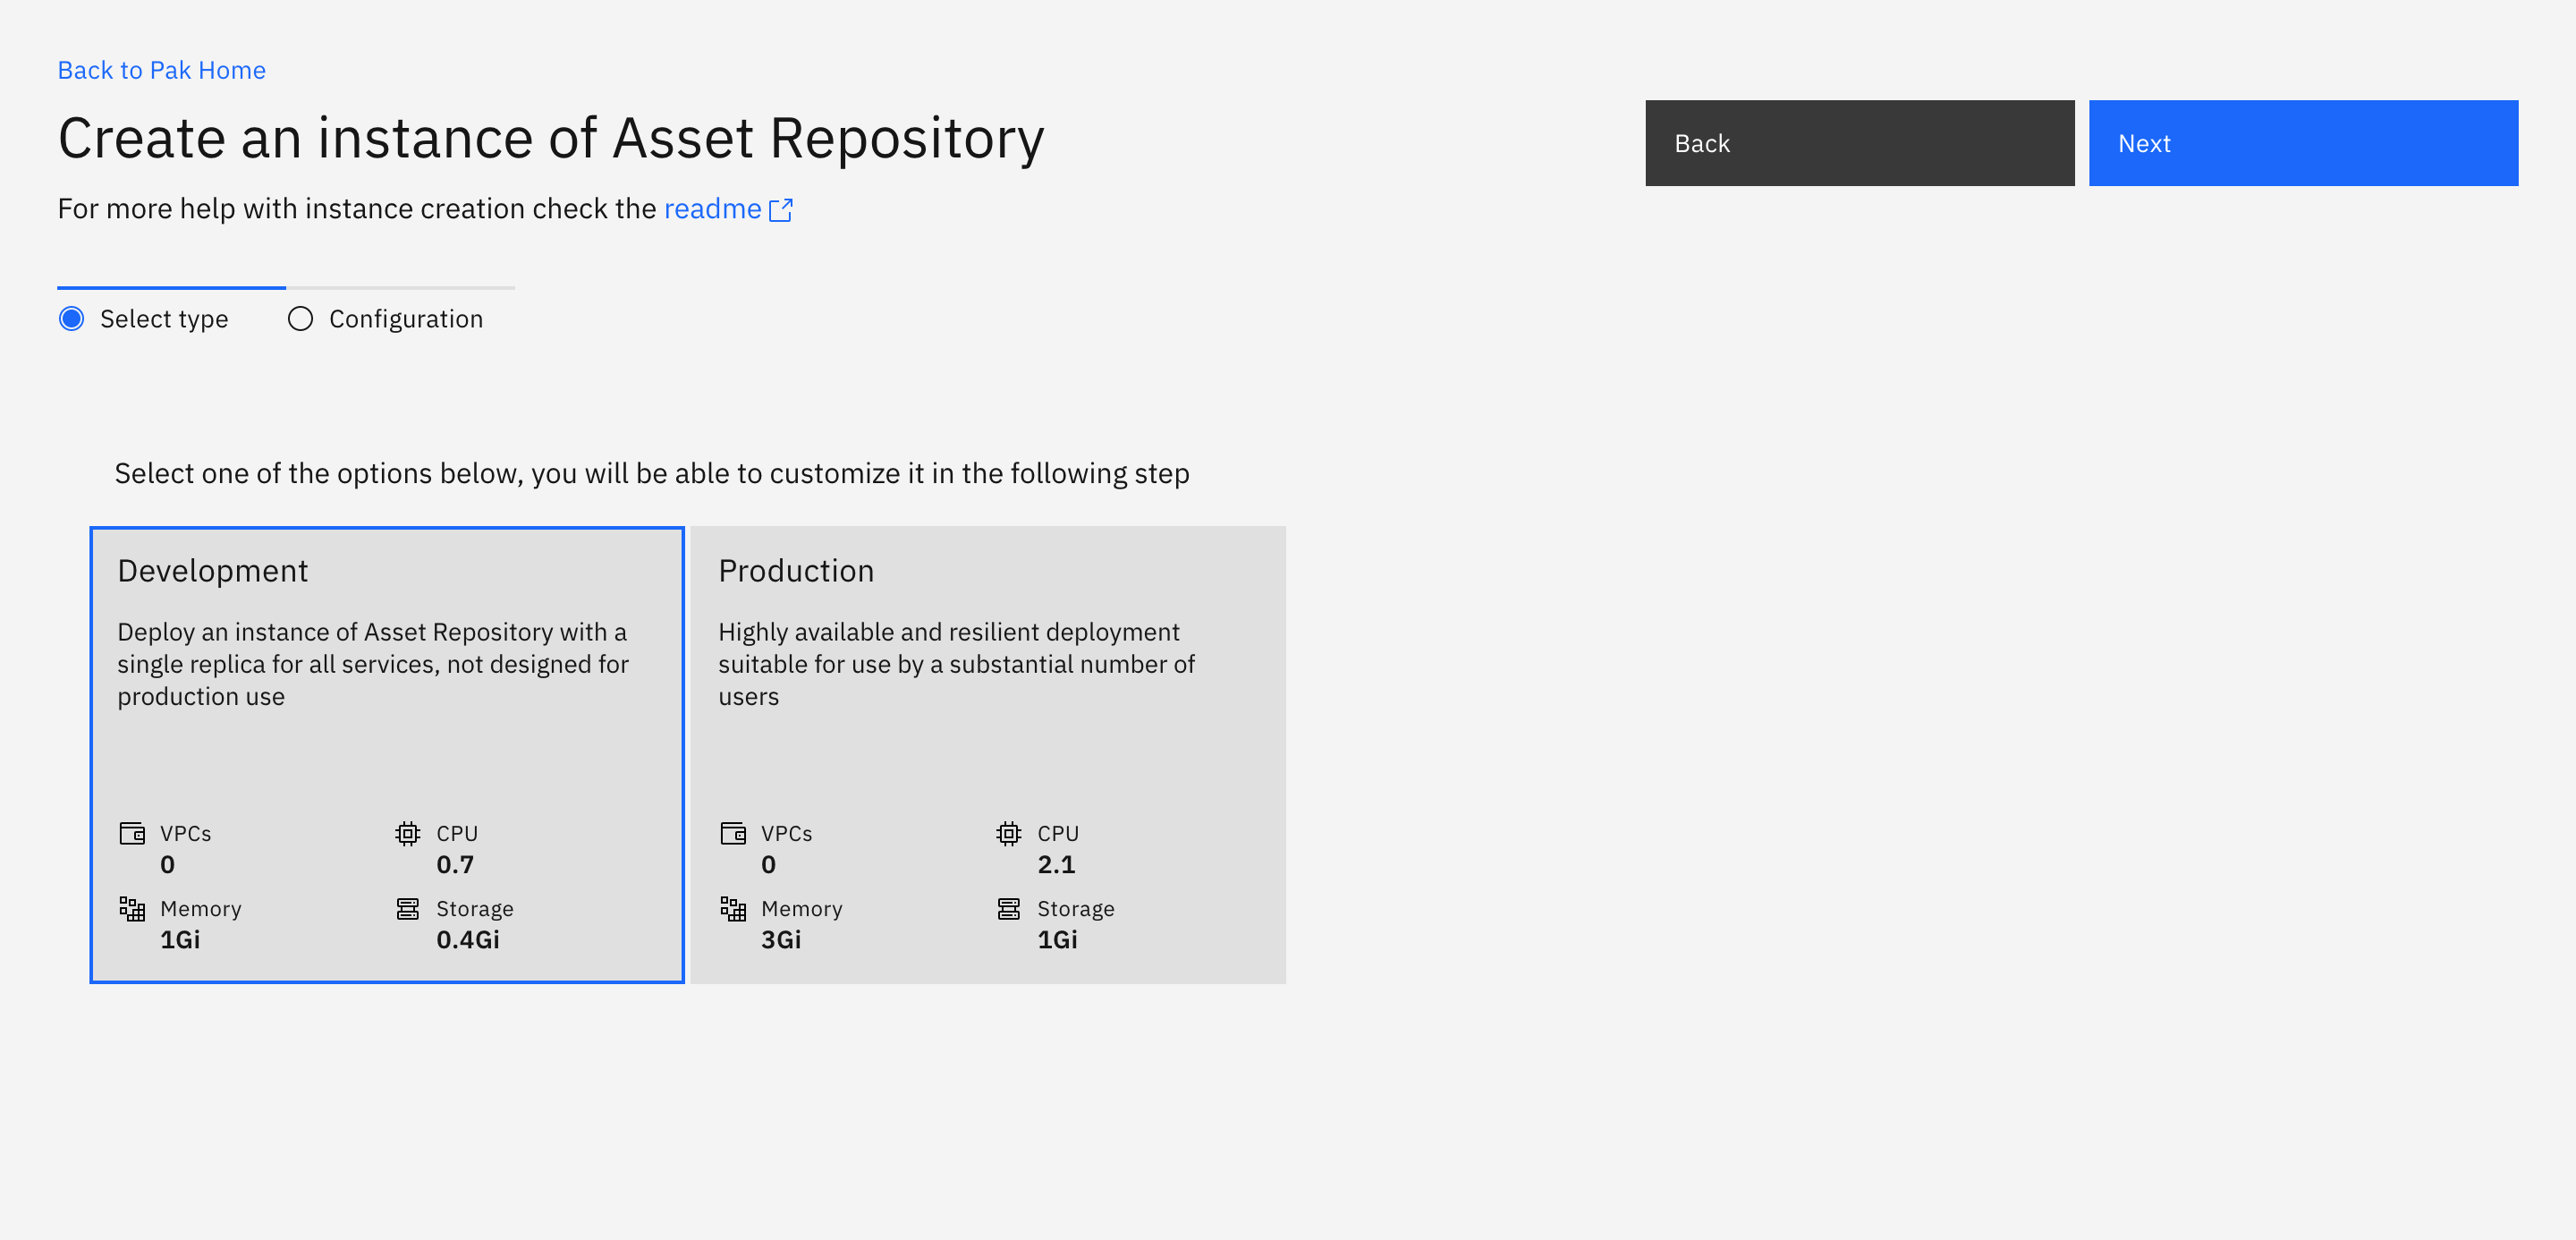 Back to Pak Home
Create an instance of Asset Repository
Back
Next
For more help with instance creation check the readme
Select type
Configuration
Select one of the options below, you will be able to customize it in the following step
Development
Deploy an instance of Asset Repository with a
single replica for all services, not designed for
production use
VPCs
0
CPU
0.7
Memory
1Gi
Storage
0.4Gi
Production
Highly available and resilient deployment
suitable for use by a substantial number of
users
VPCs
0
CPU
2.1
Memory
3Gi
Storage
1Gi